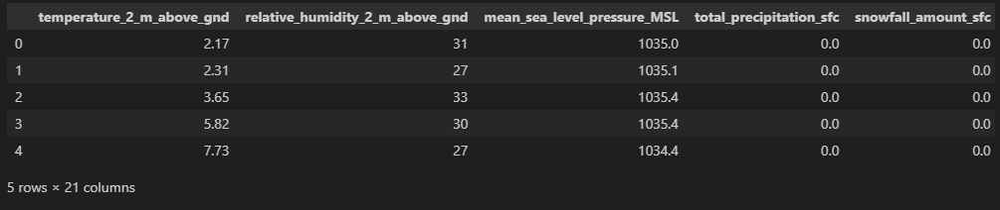 temperature_2_m_above_gnd relative_humidity_2_m_above_gnd mean_sea_level_pressure_MSL total_precipitation_sfc snowfall_amount_sfc
0 2.17 31 1035.0 0.0 0.0
1 2.31 27 1035.1 0.0 0.0
2 3.65 33 1035.4 0.0 0.0
3 5.82 30 1035.4 0.0 0.0
4 7.73 27 1034.4 0.0 0.0
5 rows × 21 columns